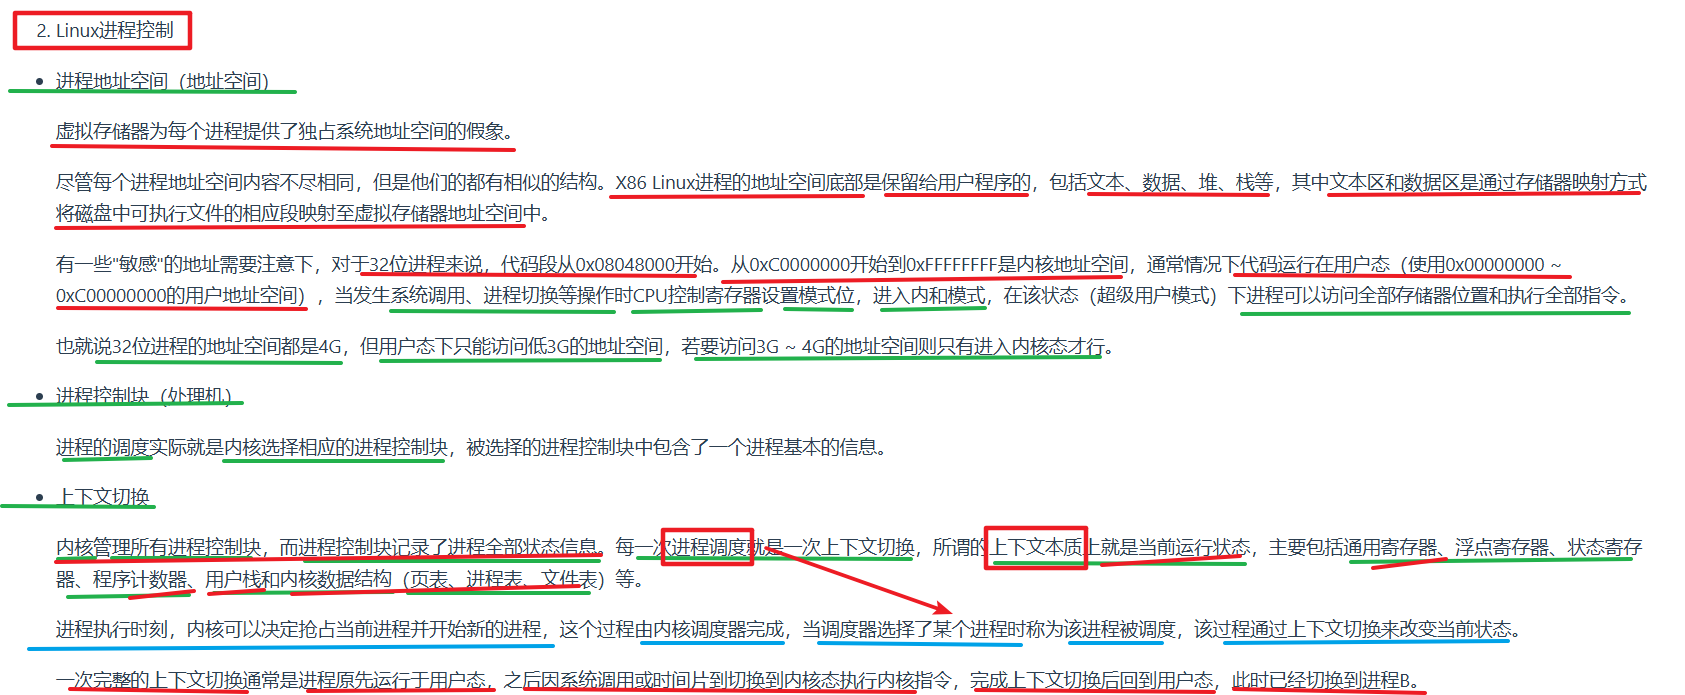 2. Linux进程控制
进程地址空间（地址空间）
虚拟存储器为每个进程提供了独占系统地址空间的假象。
尽管每个进程地址空间内容不尽相同，但是他们的都有相似的结构。X86 Linux进程的地址空间底部是保留给用户程序的，包括文本、数据、堆、栈等，其中文本区和数据区是通过存储器映射方式
将磁盘中可执行文件的相应段映射至虚拟存储器地址空间中。
有一些"敏感"的地址需要注意下，对于32位进程来说，代码段从0x08048000开始。从0xC0000000开始到0xFFFFFFFF是内核地址空间，通常情况下代码运行在用户态（使用0x00000000 ~
0xC00000000的用户地址空间），当发生系统调用、进程切换等操作时CPU控制寄存器设置模式位，进入内和模式，在该状态（超级用户模式）下进程可以访问全部存储器位置和执行全部指令。
也就说32位进程的地址空间都是4G，但用户态下只能访问低3G的地址空间，若要访问3G ~ 4G的地址空间则只有进入内核态才行。
进程控制块（处理机）
进程的调度实际就是内核选择相应的进程控制块，被选择的进程控制块中包含了一个进程基本的信息。
上下文切换
内核管理所有进程控制块，而进程控制块记录了进程全部状态信息。每一次进程调度就是一次上下文切换，所谓的上下文本质上就是当前运行状态，主要包括通用寄存器、浮点寄存器、状态寄存
器、程序计数器、用户栈和内核数据结构（页表、进程表、文件表）等。
进程执行时刻，内核可以决定抢占当前进程并开始新的进程，这个过程由内核调度器完成，当调度器选择了某个进程时称为该进程被调度，该过程通过上下文切换来改变当前状态。
一次完整的上下文切换通常是进程原先运行于用户态，之后因系统调用或时间片到切换到内核态执行内核指令，完成上下文切换后回到用户态，此时已经切换到进程B。